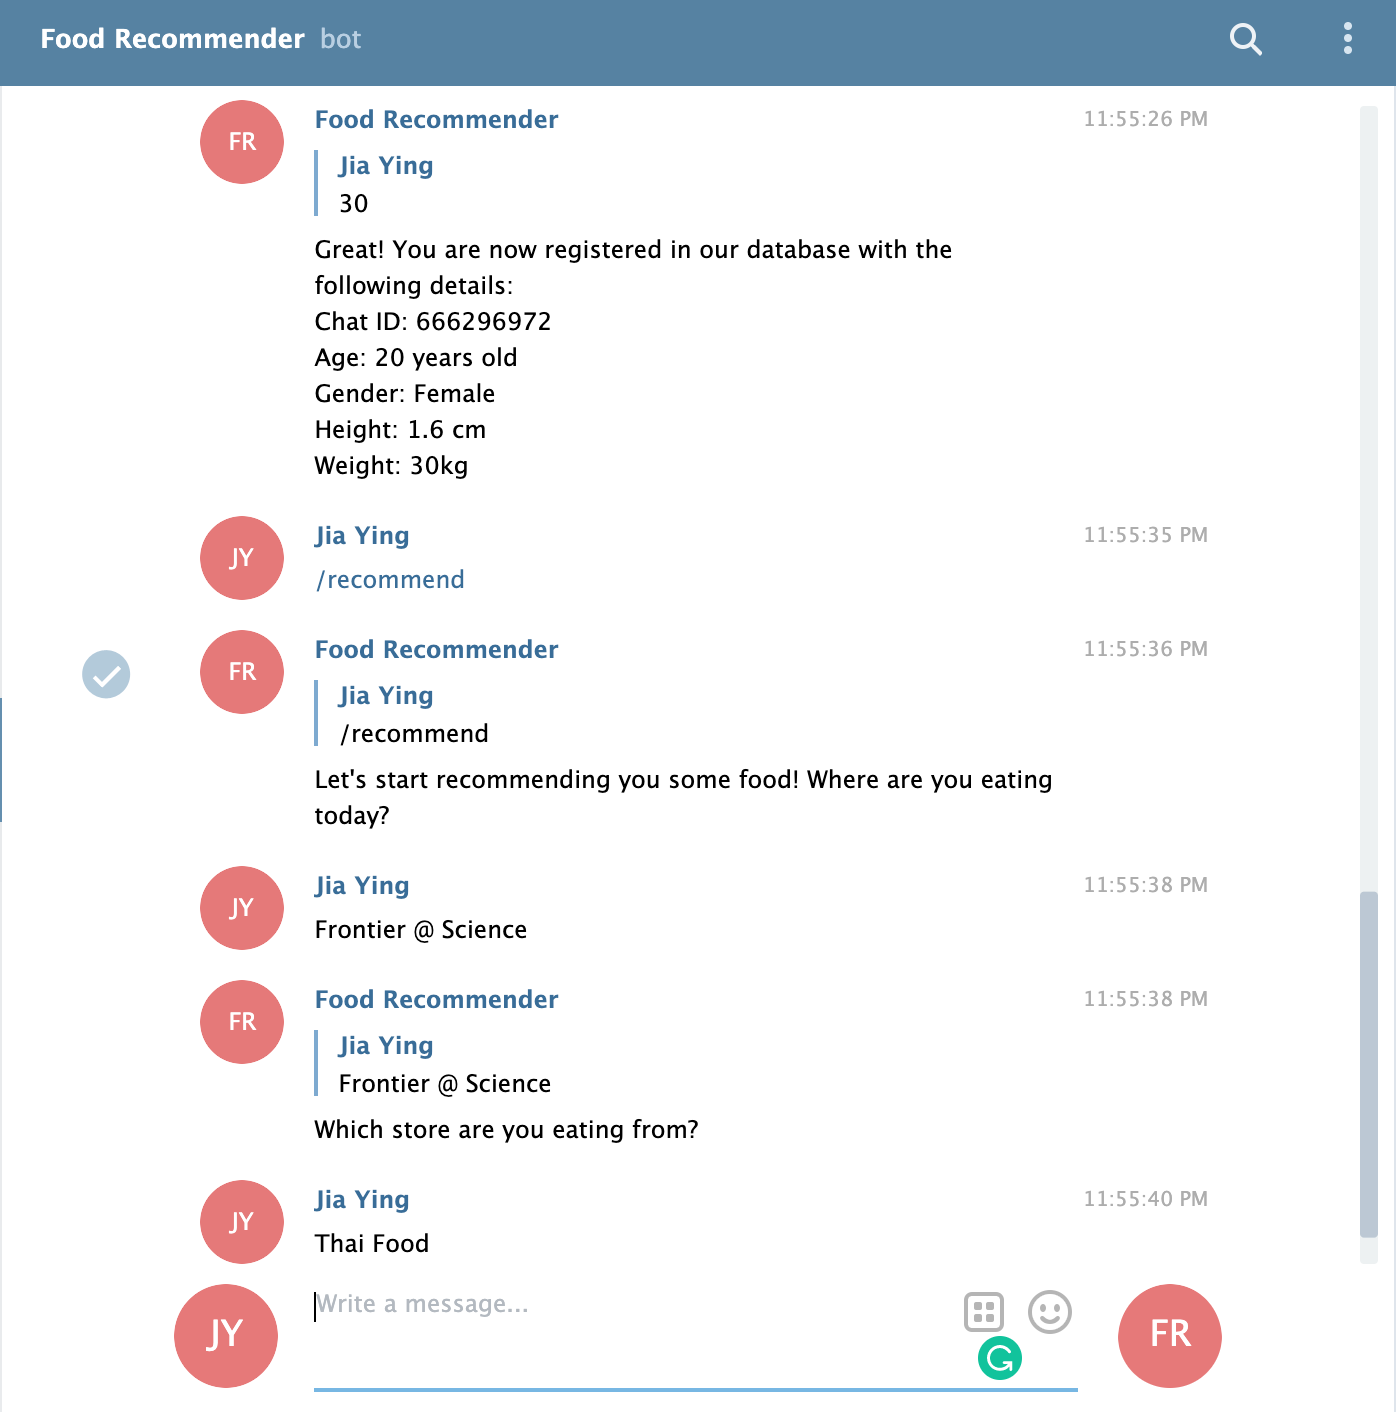 Food Recommender bot
FR
Food Recommender 11:55:26 PM
Jia Ying
30
Great! You are now registered in our database with the
following details:
Chat ID: 666296972
Age: 20 years old
Gender: Female
Height: 1.6 cm
Weight: 30kg
JY
Jia Ying 11:55:35 PM
/recommend
FR
Food Recommender 11:55:36 PM
Jia Ying
/recommend
Let's start recommending you some food! Where are you eating
today?
JY
Jia Ying 11:55:38 PM
Frontier @ Science
FR
Food Recommender 11:55:38 PM
Jia Ying
Frontier @ Science
Which store are you eating from?
JY
Jia Ying 11:55:40 PM
Thai Food
JY
Write a message...
FR